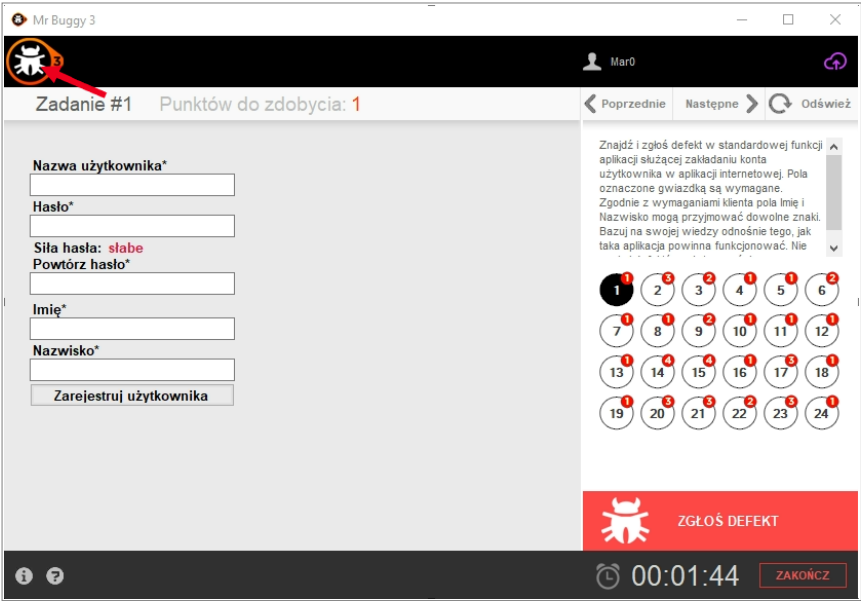 Mr Buggy 3
3
Mar0
Zadanie #1 Punktów do zdobycia: 1
Poprzednie Następne Odśwież
Nazwa użytkownika*
Hasło*
Siła hasła: słabe
Powtórz hasło*
Imię*
Nazwisko*
Zarejestruj użytkownika
Znajdź i zgłoś defekt w standardowej funkcji
aplikacji służącej zakładaniu konta
użytkownika w aplikacji internetowej. Pola
oznaczone gwiazdką są wymagane.
Zgodnie z wymaganiami klienta pola Imię i
Nazwisko mogą przyjmować dowolne znaki.
Bazuj na swojej wiedzy odnośnie tego, jak
taka aplikacja powinna funkcjonować. Nie
1 1 2 3 3 2 4 1 5 1 6 2
7 1 8 1 9 2 10 1 11 1 12 1
13 1 14 4 15 4 16 1 17 3 18 1
19 1 20 3 21 3 22 2 23 3 24 1
ZGŁOŚ DEFEKT
00:01:44 ZAKOŃCZ